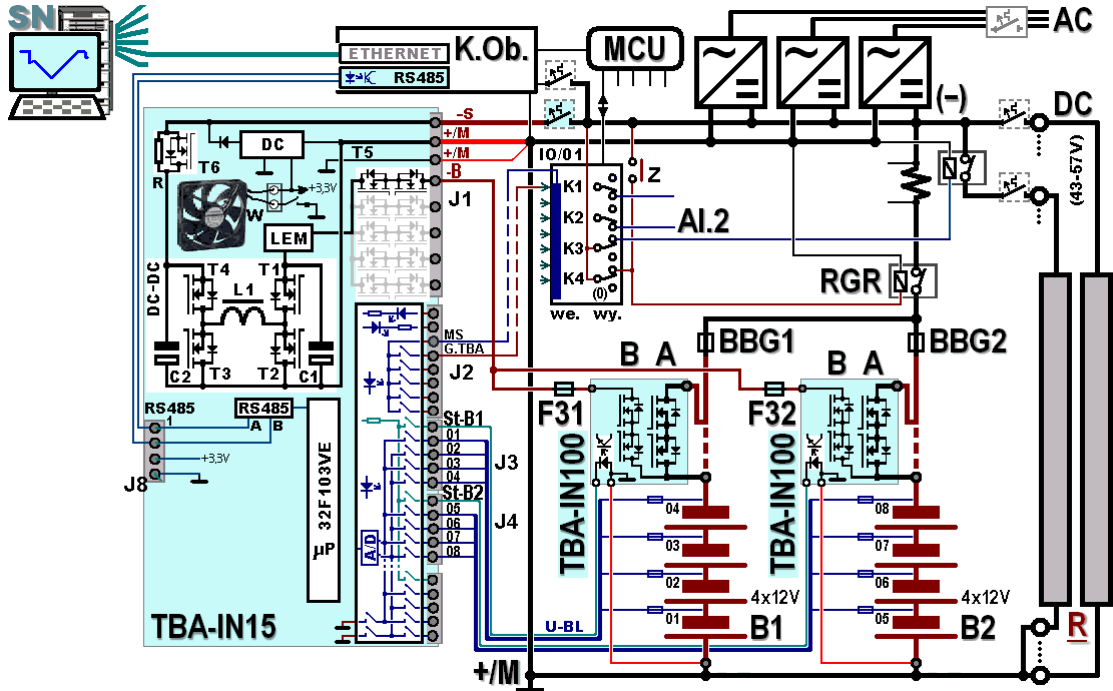 SN
ETHERNET
K.Ob.
RS485
MCU
AC
(–)
DC
(43-57V)
-S
+/M
+/M
-B
T5
T6
R
DC
+3,3V
W
LEM
J1
DC-DC
T4
T1
L1
T3
T2
C2
C1
IO/01
K1
K2
K3
K4
(0)
we.
wy.
Z
AI.2
RGR
MS
G.TBA
J2
BBG1
BBG2
B A
B A
F31
F32
RS485
1
RS485
A B
+3,3V
J8
32F103VE
µP
A/D
St-B1
01
02
03
04
J3
St-B2
05
06
07
08
J4
TBA-IN100
TBA-IN100
04
03
02
01
4x12V
B1
08
07
06
05
4x12V
B2
U-BL
TBA-IN15
+/M
R